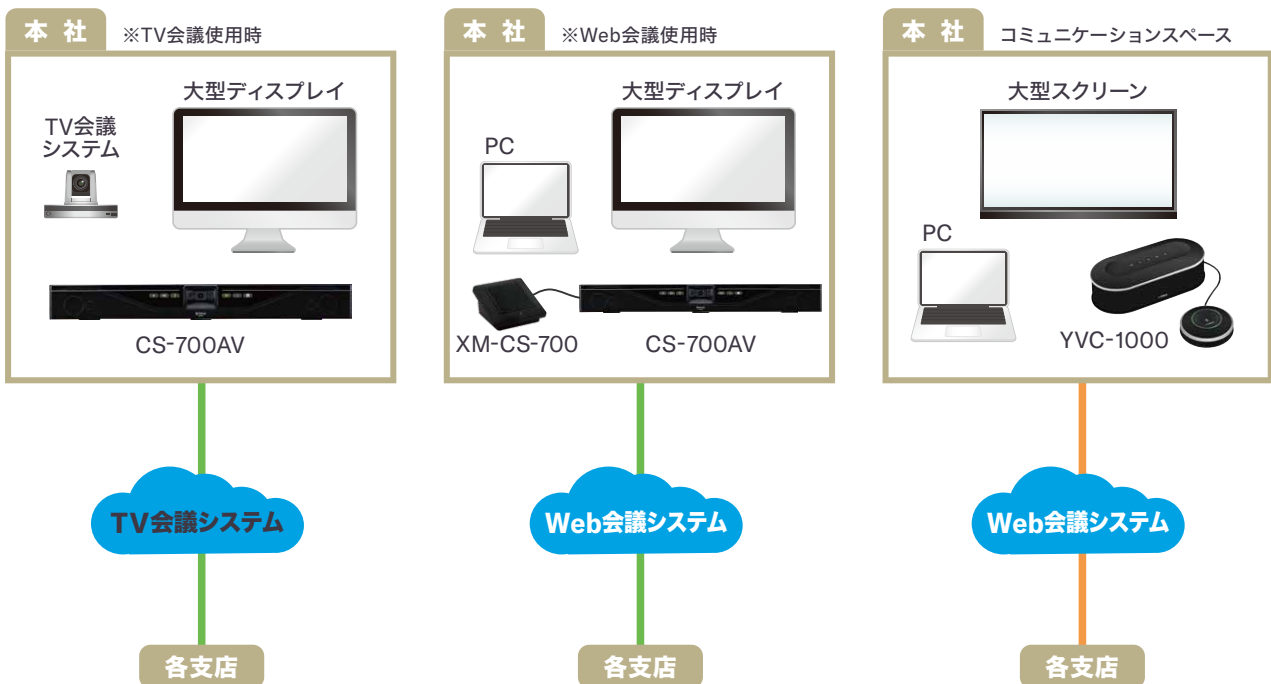 本 社
※TV会議使用時
大型ディスプレイ
TV会議
システム
CS-700AV
TV会議システム
各支店
本 社
※Web会議使用時
大型ディスプレイ
PC
XM-CS-700
CS-700AV
Web会議システム
各支店
本 社
コミュニケーションスペース
大型スクリーン
PC
YVC-1000
Web会議システム
各支店